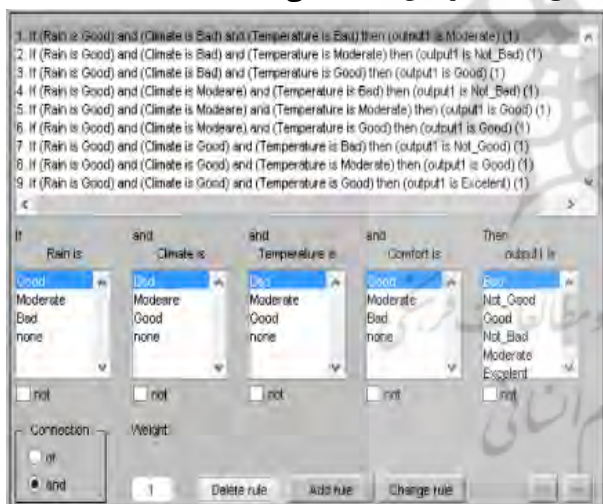 1. If (Rain is Good) and (Climate is Bad) and (Temperature is Bad) then (output1 is Moderate) (1)
2. If (Rain is Good) and (Climate is Bad) and (Temperature is Moderate) then (output1 is Not_Bad) (1)
3. If (Rain is Good) and (Climate is Bad) and (Temperature is Good) then (output1 is Good) (1)
4. If (Rain is Good) and (Climate is Modeare) and (Temperature is Bad) then (output1 is Not_Bad) (1)
5. If (Rain is Good) and (Climate is Modeare) and (Temperature is Moderate) then (output1 is Good) (1)
6. If (Rain is Good) and (Climate is Modeare) and (Temperature is Good) then (output1 is Good) (1)
7. If (Rain is Good) and (Climate is Good) and (Temperature is Bad) then (output1 is Not_Good) (1)
8. If (Rain is Good) and (Climate is Good) and (Temperature is Moderate) then (output1 is Good) (1)
9. If (Rain is Good) and (Climate is Good) and (Temperature is Good) then (output1 is Excelent) (1)
If and and and Then
Rain is Climate is Temperature is Comfort is output1 is
Good Bad Bad Good Bad
Moderate Modeare Moderate Moderate Not_Good
Bad Good Good Bad Good
none none none none Not_Bad
Moderate
Excelent
not not not not not
Connection Weight:
or
and 1 Delete rule Add rule Change rule